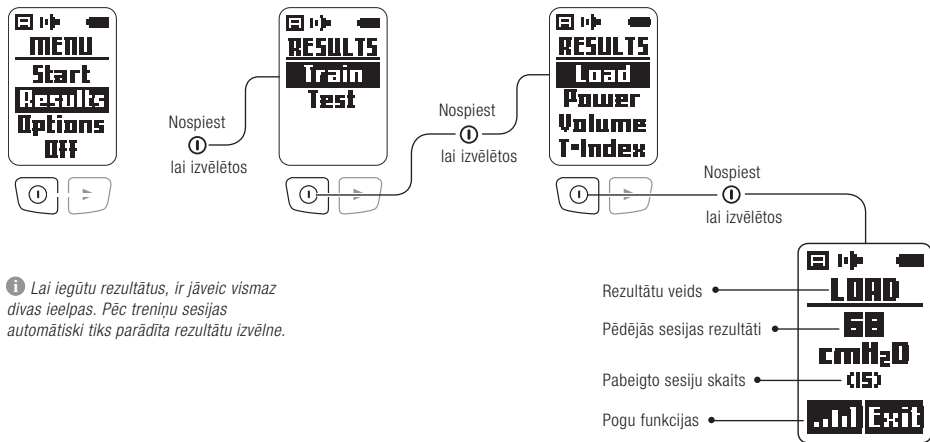 MENU
Start
Results
Options
Off
Nospiest
lai izvēlētos
RESULTS
Train
Test
Nospiest
lai izvēlētos
RESULTS
Load
Power
Volume
T-Index
Nospiest
lai izvēlētos
Lai iegūtu rezultātus, ir jāveic vismaz
divas ieelpas. Pēc treniņu sesijas
automātiski tiks parādīta rezultātu izvēlne.
Rezultātu veids
LOAD
Pēdējās sesijas rezultāti
68
cmH₂O
Pabeigto sesiju skaits
(15)
Pogu funkcijas
Exit